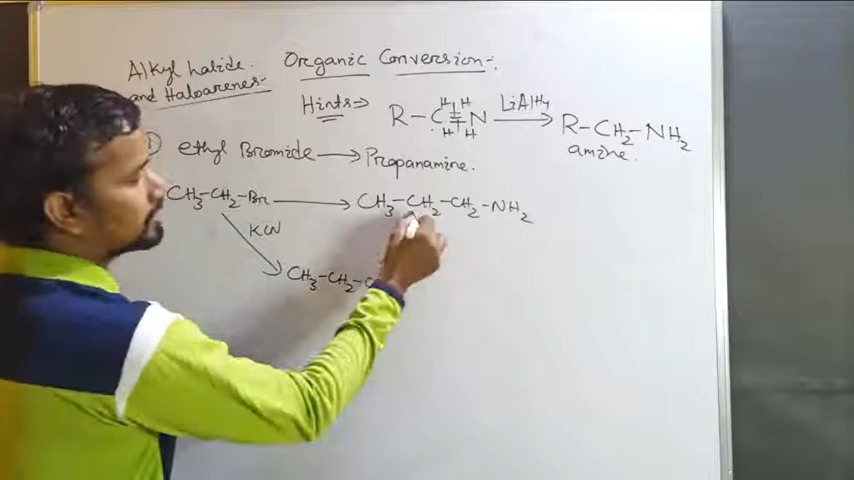 Alkyl halide. Organic Conversion:-
and Haloarenes:-
Hints→ R-C≡N LiAlH4 → R-CH2-NH2
H H
H H
amine.
ethyl Bromide → Propanamine.
CH3-CH2-Br → CH3-CH2-CH2-NH2
KCN
CH3-CH2-C